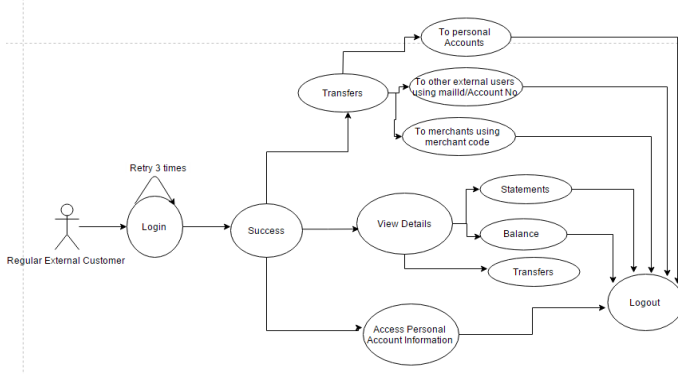 To personal
Accounts
Transfers
To other external users
using mailId/Account No
To merchants using
merchant code
Retry 3 times
Login
Regular External Customer
Success
View Details
Statements
Balance
Transfers
Access Personal
Account Information
Logout